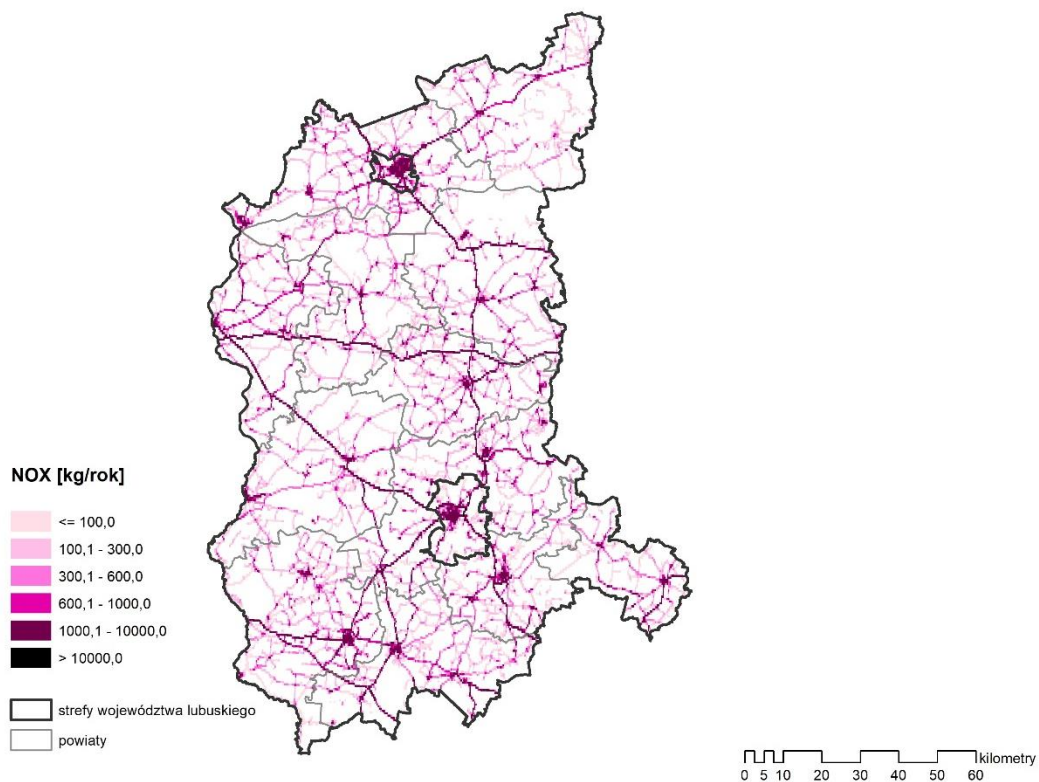 NOX [kg/rok]
<= 100,0
100,1 - 300,0
300,1 - 600,0
600,1 - 1000,0
1000,1 - 10000,0
> 10000,0
strefy województwa lubuskiego
powiaty
kilometry
0 5 10 20 30 40 50 60